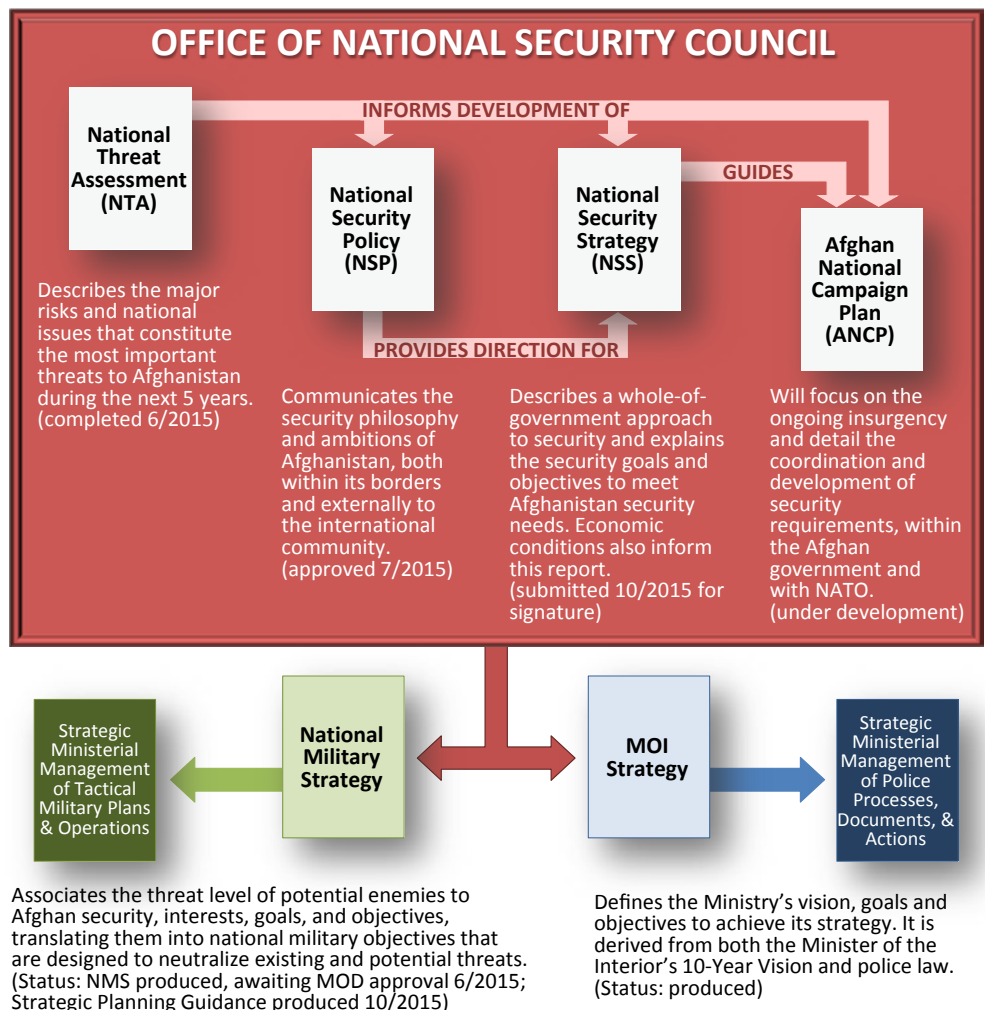 OFFICE OF NATIONAL SECURITY COUNCIL
INFORMS DEVELOPMENT OF
National
Threat
Assessment
(NTA)
National
Security
Policy
(NSP)
National
Security
Strategy
(NSS)
GUIDES
Afghan
National
Campaign
Plan
(ANCP)
PROVIDES DIRECTION FOR
Describes the major
risks and national
issues that constitute
the most important
threats to Afghanistan
during the next 5 years.
(completed 6/2015)
Communicates the
security philosophy
and ambitions of
Afghanistan, both
within its borders
and externally to
the international
community.
(approved 7/2015)
Describes a whole-of-
government approach
to security and explains
the security goals and
objectives to meet
Afghanistan security
needs. Economic
conditions also inform
this report.
(submitted 10/2015 for
signature)
Will focus on the
ongoing insurgency
and detail the
coordination and
development of
security
requirements, within
the Afghan
government and
with NATO.
(under development)
Strategic
Ministerial
Management
of Tactical
Military Plans
& Operations
National
Military
Strategy
MOI
Strategy
Strategic
Ministerial
Management
of Police
Processes,
Documents, &
Actions
Associates the threat level of potential enemies to
Afghan security, interests, goals, and objectives,
translating them into national military objectives that
are designed to neutralize existing and potential threats.
(Status: NMS produced, awaiting MOD approval 6/2015;
Strategic Planning Guidance produced 10/2015)
Defines the Ministry’s vision, goals and
objectives to achieve its strategy. It is
derived from both the Minister of the
Interior’s 10-Year Vision and police law.
(Status: produced)